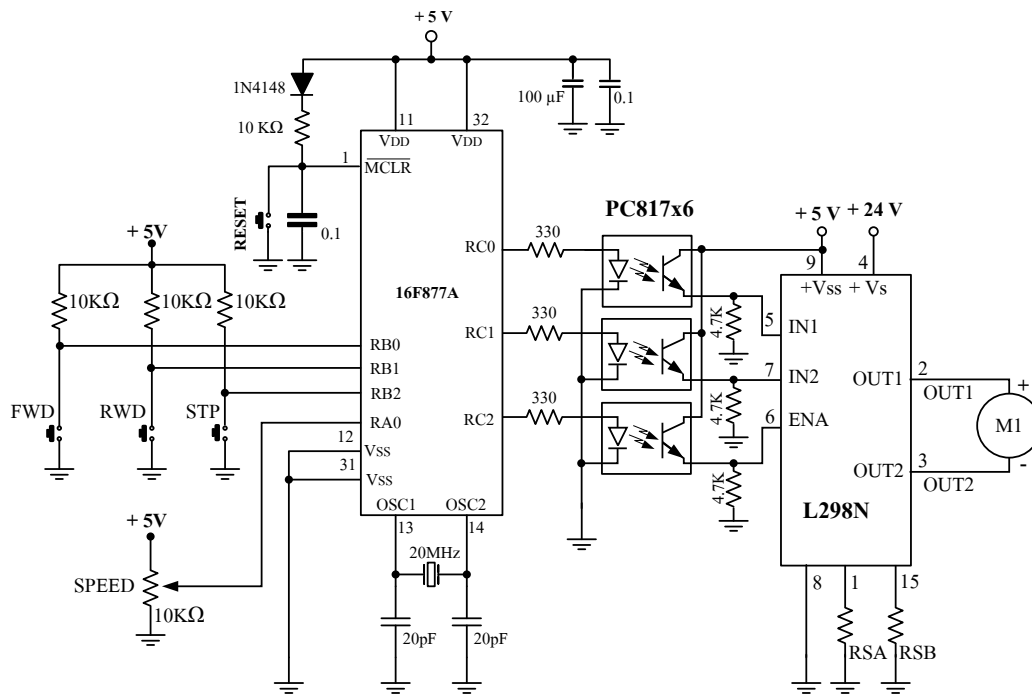 + 5 V
1N4148
10 KΩ
100 µF
0.1
11
32
VDD
VDD
1
MCLR
RESET
0.1
PC817x6
+ 5 V
+ 24 V
+ 5V
RC0
330
9
4
+VSS
+ VS
10KΩ
10KΩ
10KΩ
16F877A
5
IN1
4.7K
RB0
RC1
330
RB1
7
IN2
RB2
OUT1
2
OUT1
FWD
RWD
STP
RA0
RC2
330
4.7K
6
ENA
+
M1
-
12
VSS
31
VSS
OUT2
3
OUT2
4.7K
OSC1
OSC2
L298N
+ 5V
13
14
20MHz
SPEED
10KΩ
8
1
15
20pF
20pF
RSA
RSB